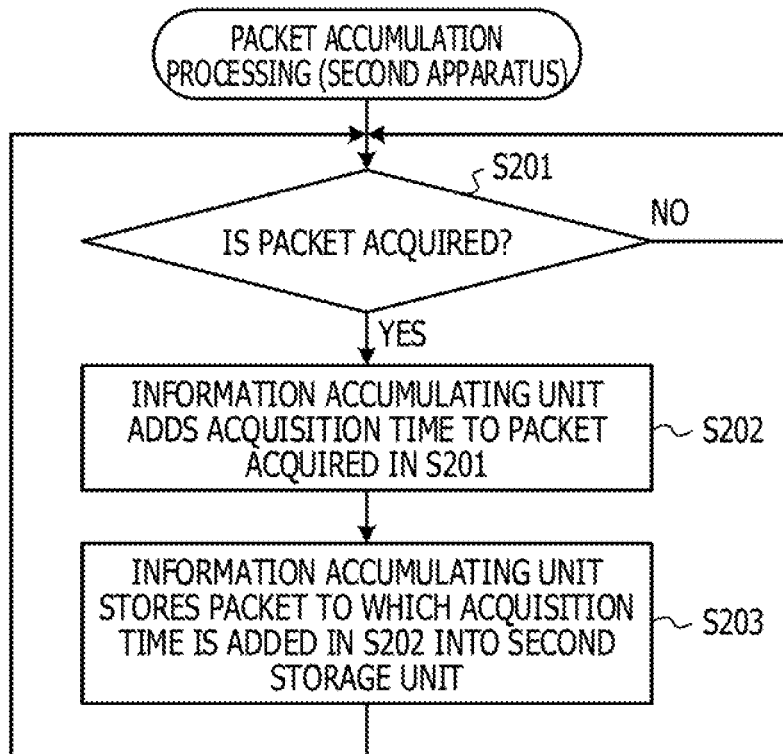 PACKET ACCUMULATION
PROCESSING (SECOND APPARATUS)
S201
IS PACKET ACQUIRED?
NO
YES
INFORMATION ACCUMULATING UNIT
ADDS ACQUISITION TIME TO PACKET
ACQUIRED IN S201
S202
INFORMATION ACCUMULATING UNIT
STORES PACKET TO WHICH ACQUISITION
TIME IS ADDED IN S202 INTO SECOND
STORAGE UNIT
S203